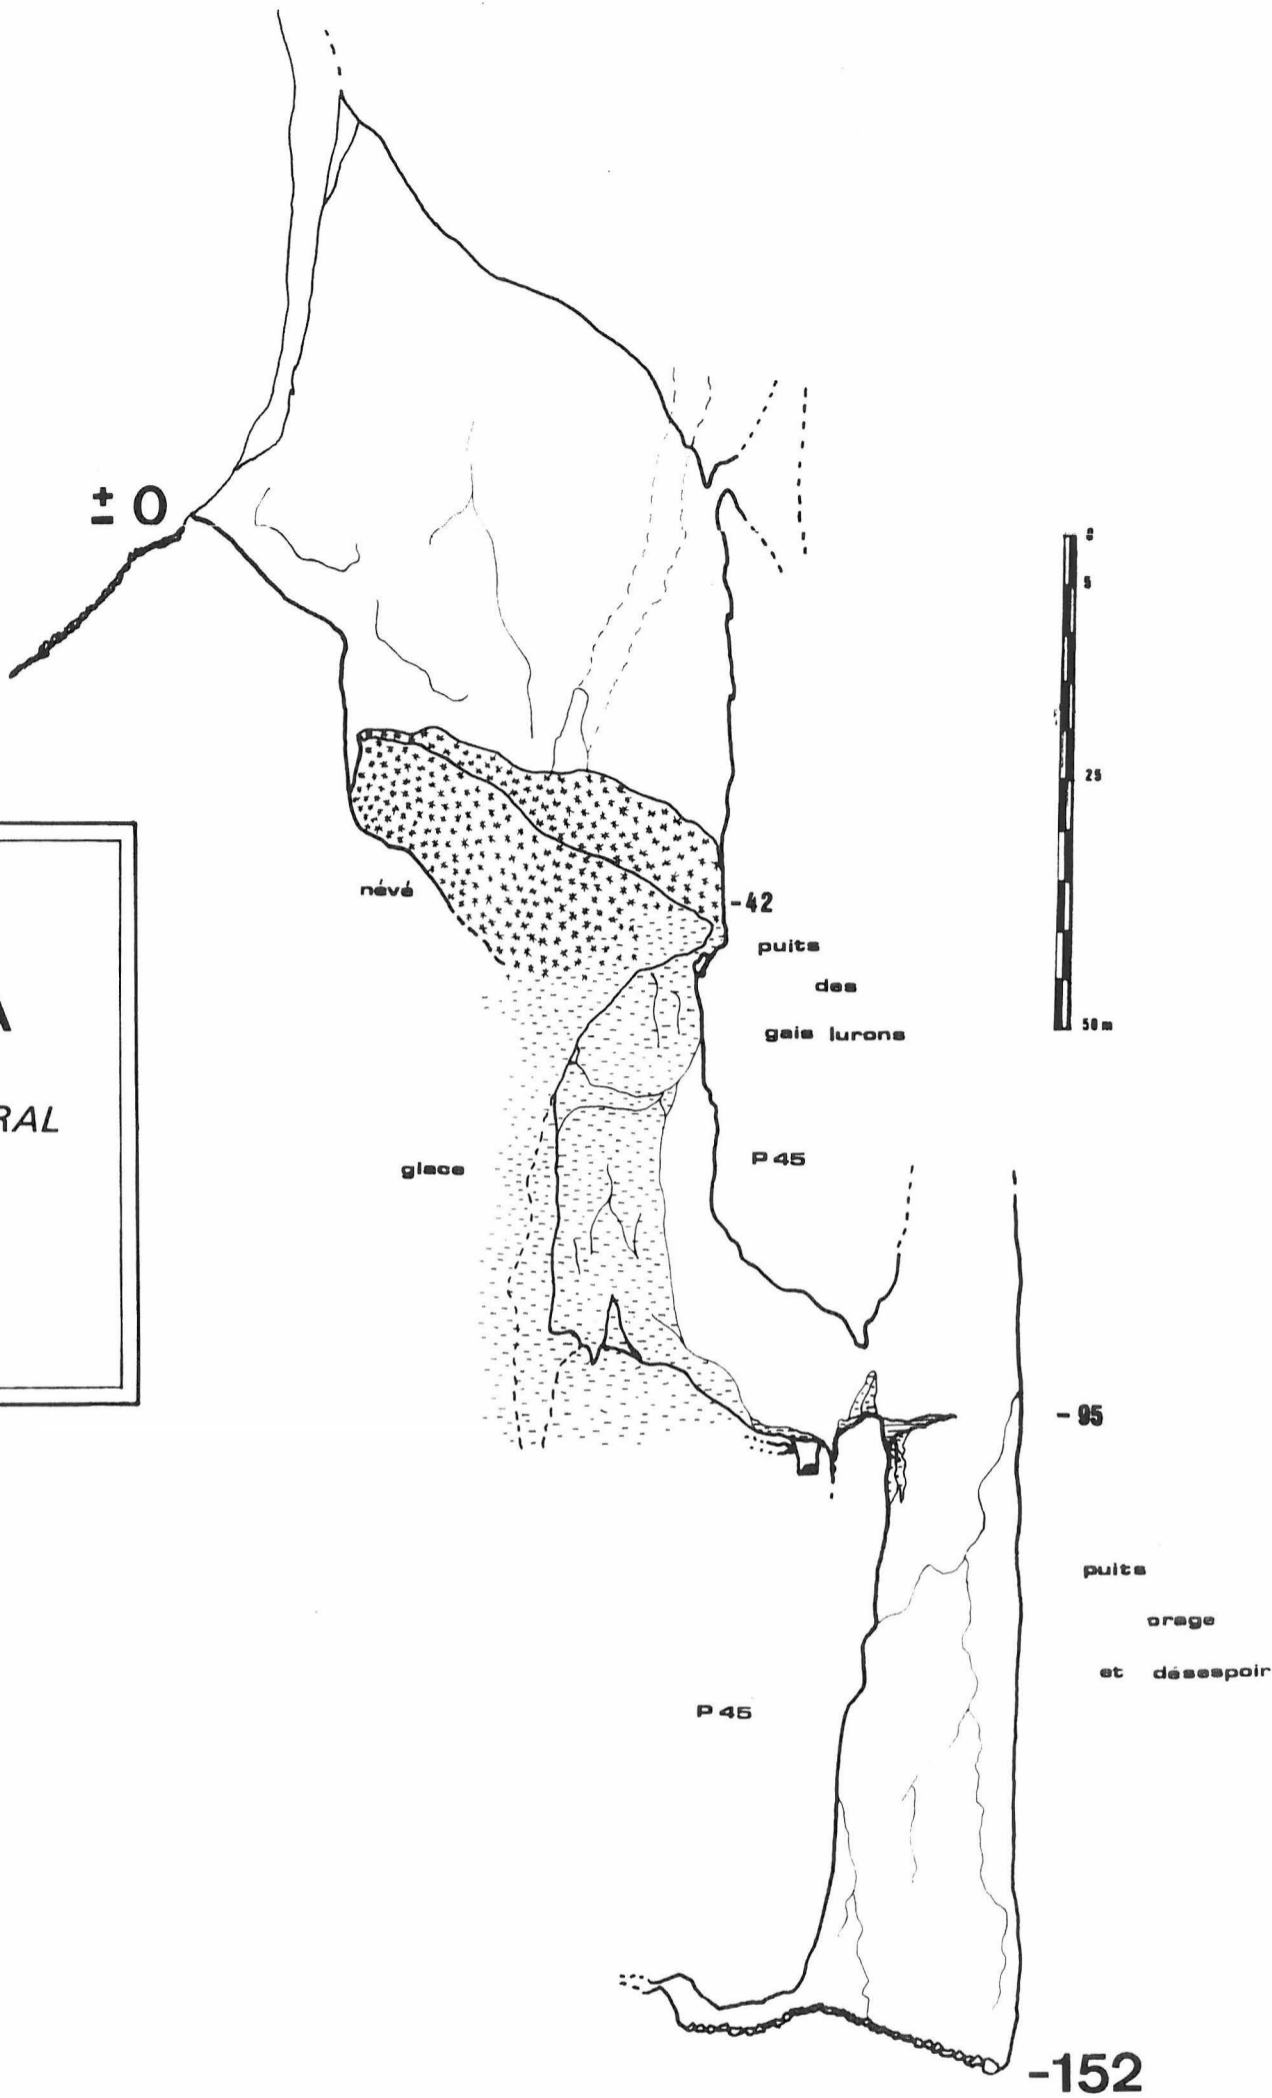 ± 0
0
5
25
50 m
névé
-42
puits
des
gais lurons
A
RAL
glace
P 45
-95
puits
orage
et désespoir
P 45
-152